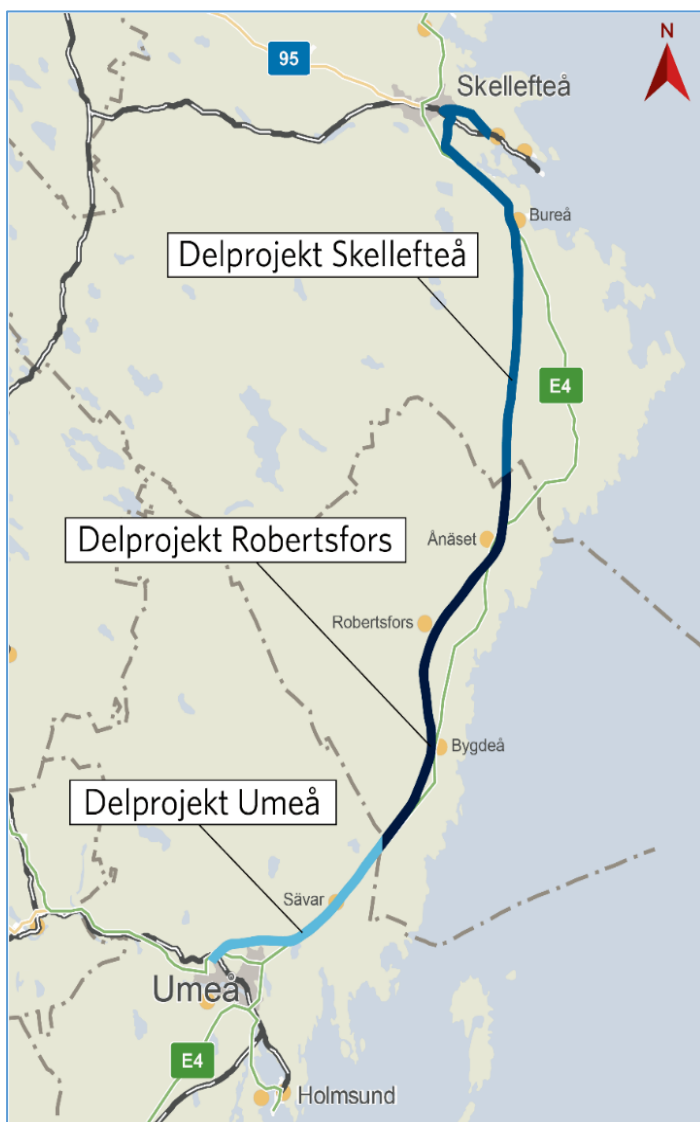 N
95
Skellefteå
Bureå
Delprojekt Skellefteå
E4
Delprojekt Robertsfors
Ånäset
Robertsfors
Bygdeå
Delprojekt Umeå
Sävar
Umeå
E4
Holmsund